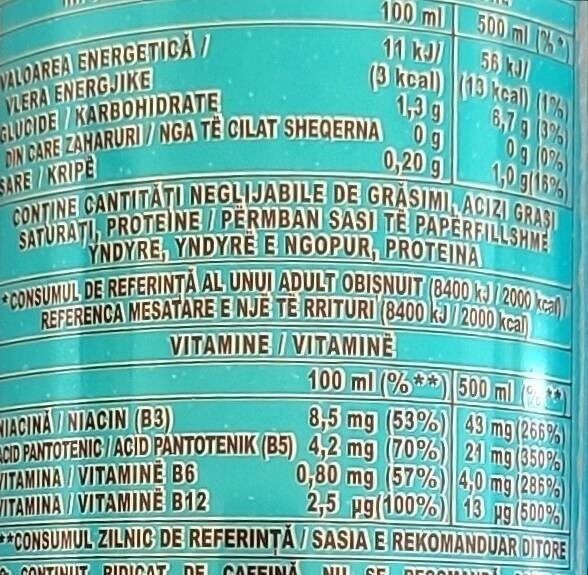 100 ml 500 ml (%*)
VALOAREA ENERGETICĂ / 11 kJ/ 56 kJ/
VLERA ENERGJIKE (3 kcal) (13 kcal) (1%)
GLUCIDE / KARBOHIDRATE 1,3 g 6,7 g (3%)
DIN CARE ZAHARURI / NGA TË CILAT SHEQERNA 0 g 0 g (0%)
SARE / KRIPË 0,20 g 1,0 g (16%)
CONȚINE CANTITĂȚI NEGLIJABILE DE GRĂSIMI, ACIZI GRAȘI
SATURAȚI, PROTEINE / PËRMBAN SASI TË PAPËRFILLSHME
YNDYRE, YNDYRË E NGOPUR, PROTEINA
*CONSUMUL DE REFERINȚĂ AL UNUI ADULT OBISNUIT (8400 kJ / 2000 kcal) /
REFERENCA MESATARE E NJË TË RRITURI (8400 kJ / 2000 kcal)
VITAMINE / VITAMINË
100 ml (%**) 500 ml (%**)
NIACINĂ / NIACIN (B3) 8,5 mg (53%) 43 mg (266%)
ACID PANTOTENIC / ACID PANTOTENIK (B5) 4,2 mg (70%) 21 mg (350%)
VITAMINA / VITAMINË B6 0,80 mg (57%) 4,0 mg (286%)
VITAMINA / VITAMINË B12 2,5 µg (100%) 13 µg (500%)
**CONSUMUL ZILNIC DE REFERINȚĂ / SASIA E REKOMANDUAR DITORE
CONȚINUT RIDICAT DE CAFEINĂ NU SE